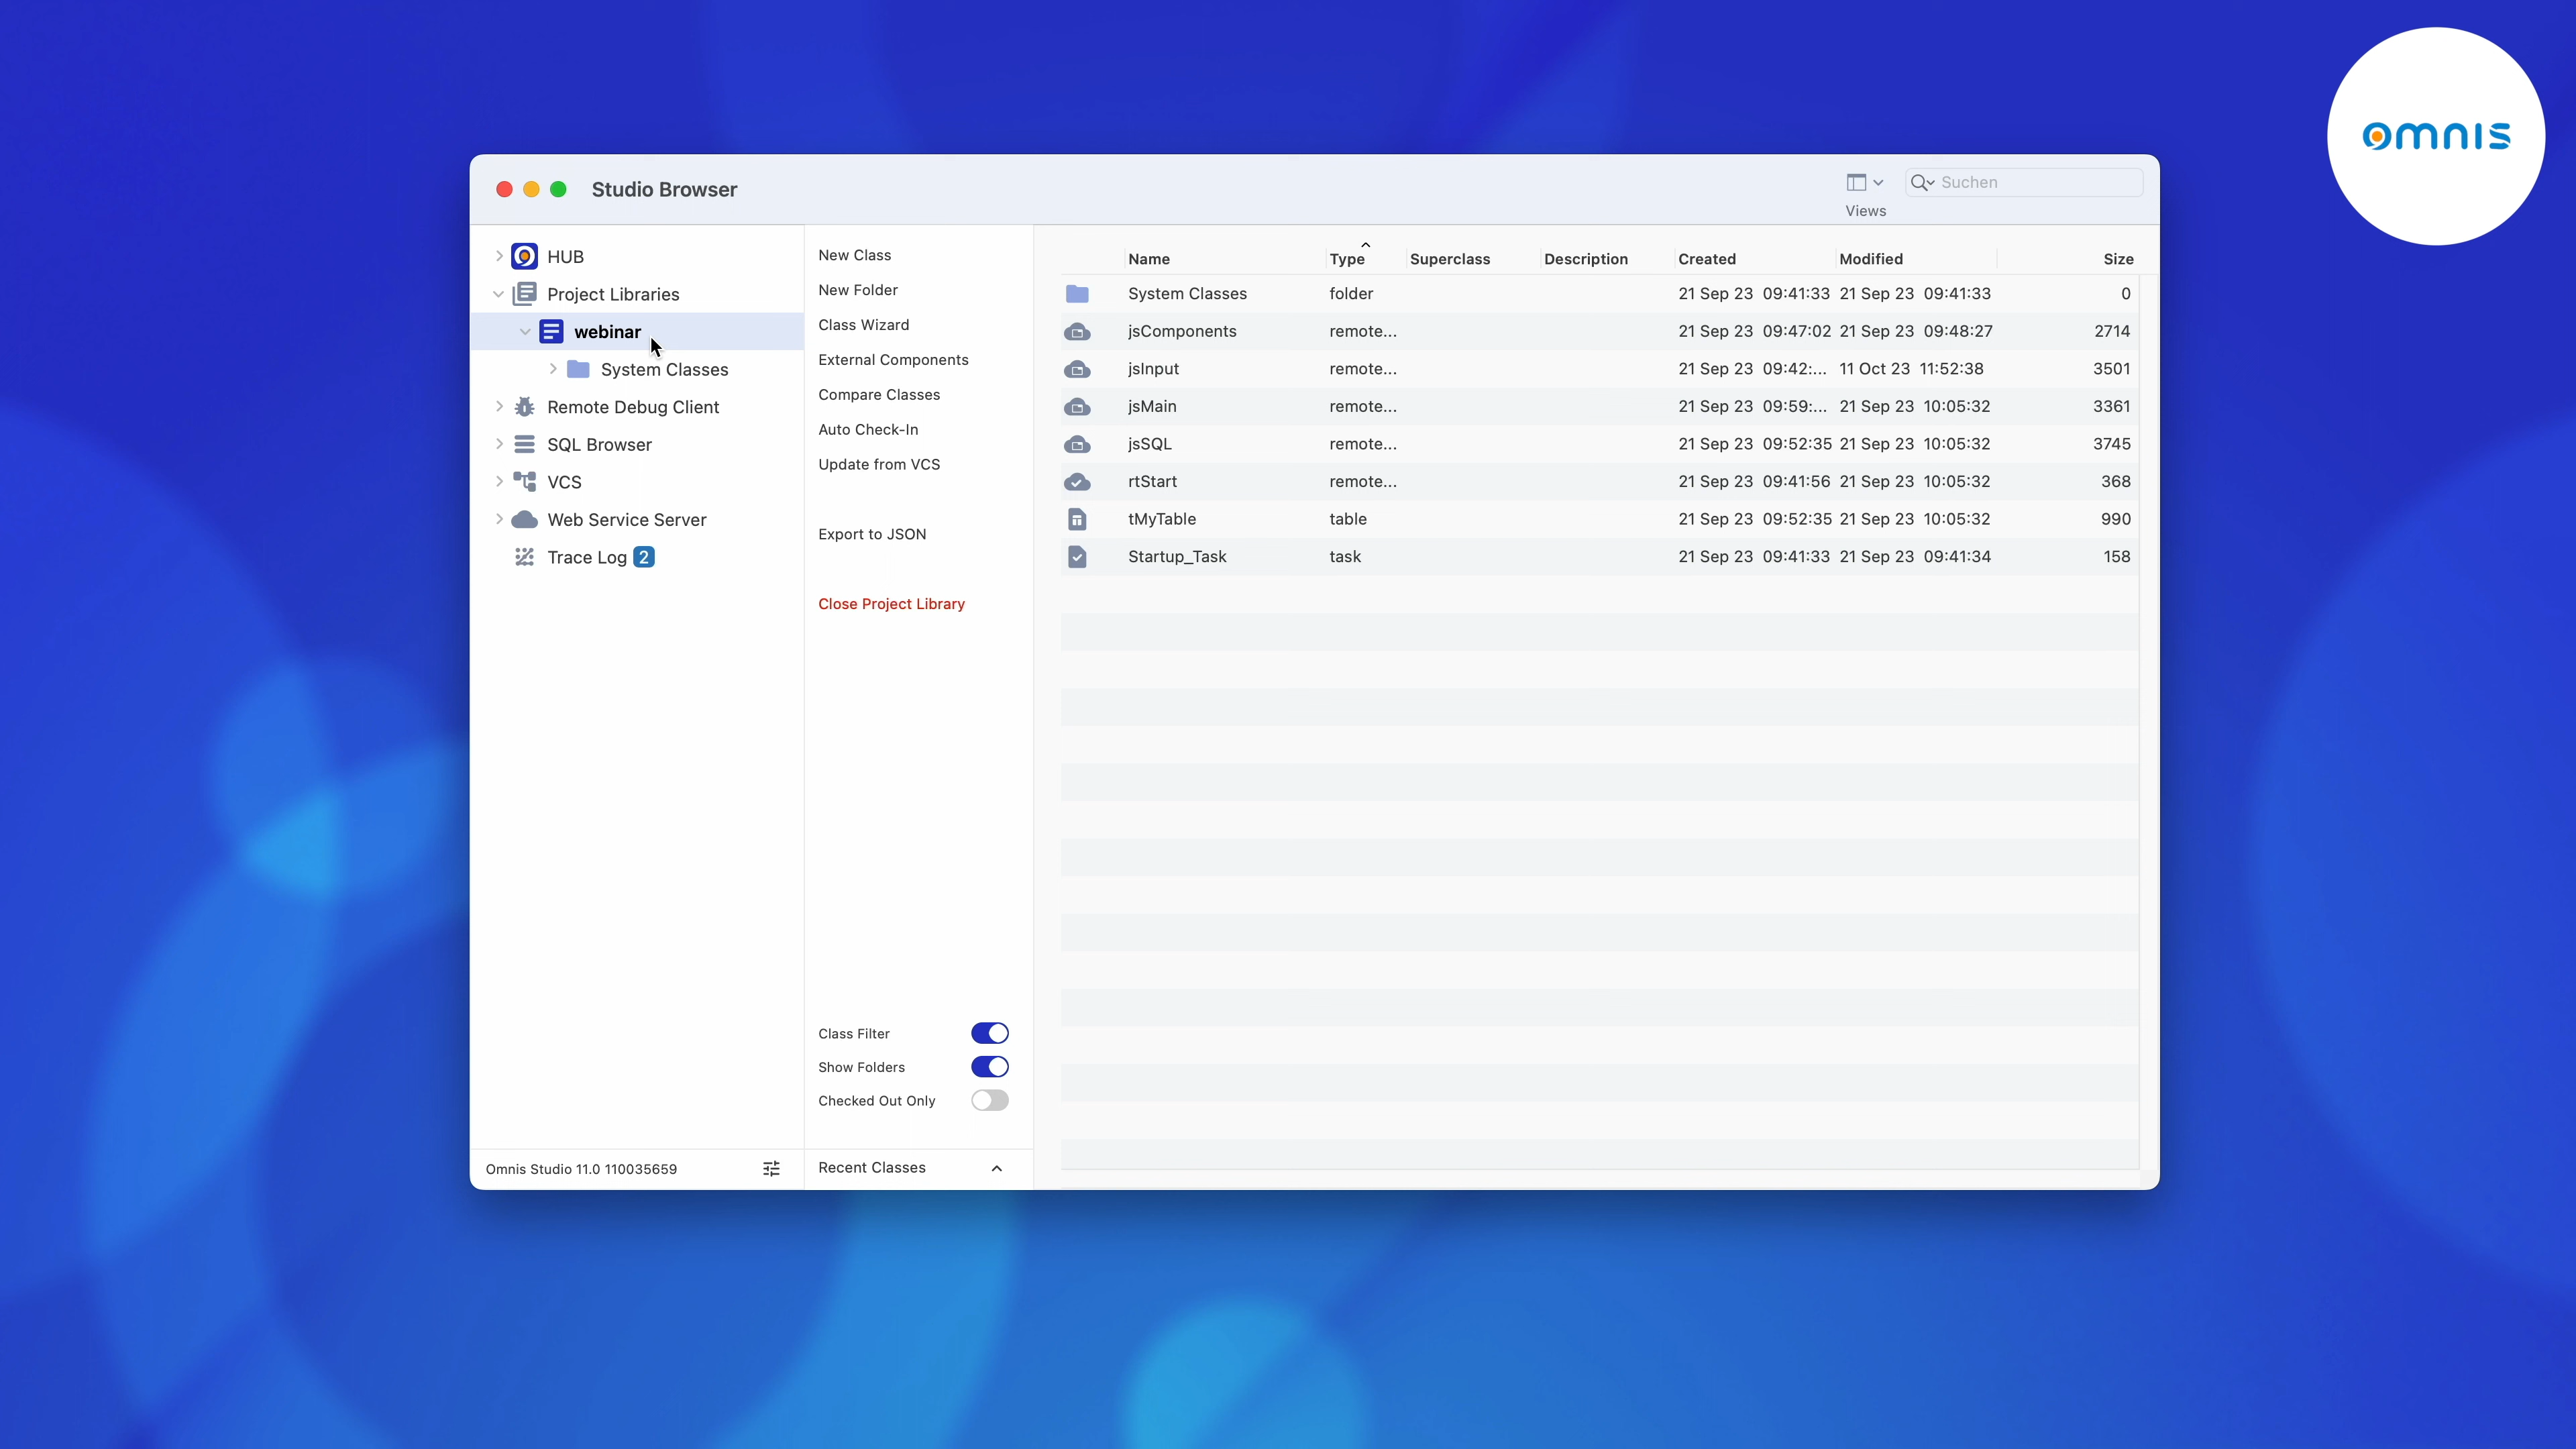 omnis
Studio Browser
Views
Suchen
HUB
Project Libraries
webinar
System Classes
Remote Debug Client
SQL Browser
VCS
Web Service Server
Trace Log 2
New Class
New Folder
Class Wizard
External Components
Compare Classes
Auto Check-In
Update from VCS
Export to JSON
Close Project Library
Class Filter
Show Folders
Checked Out Only
Name Type Superclass Description Created Modified Size
System Classes folder 21 Sep 23 09:41:33 21 Sep 23 09:41:33 0
jsComponents remote... 21 Sep 23 09:47:02 21 Sep 23 09:48:27 2714
jsInput remote... 21 Sep 23 09:42:... 11 Oct 23 11:52:38 3501
jsMain remote... 21 Sep 23 09:59:... 21 Sep 23 10:05:32 3361
jsSQL remote... 21 Sep 23 09:52:35 21 Sep 23 10:05:32 3745
rtStart remote... 21 Sep 23 09:41:56 21 Sep 23 10:05:32 368
tMyTable table 21 Sep 23 09:52:35 21 Sep 23 10:05:32 990
Startup_Task task 21 Sep 23 09:41:33 21 Sep 23 09:41:34 158
Omnis Studio 11.0 110035659
Recent Classes